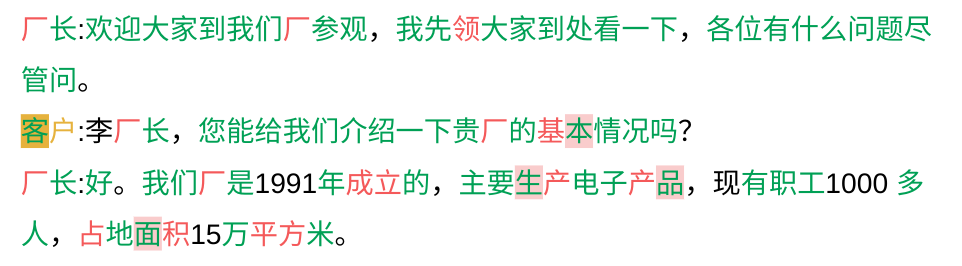 厂长:欢迎大家到我们厂参观，我先领大家到处看一下，各位有什么问题尽
管问。
客户:李厂长，您能给我们介绍一下贵厂的基本情况吗?
厂长:好。我们厂是1991年成立的，主要生产电子产品，现有职工1000 多
人，占地面积15万平方米。